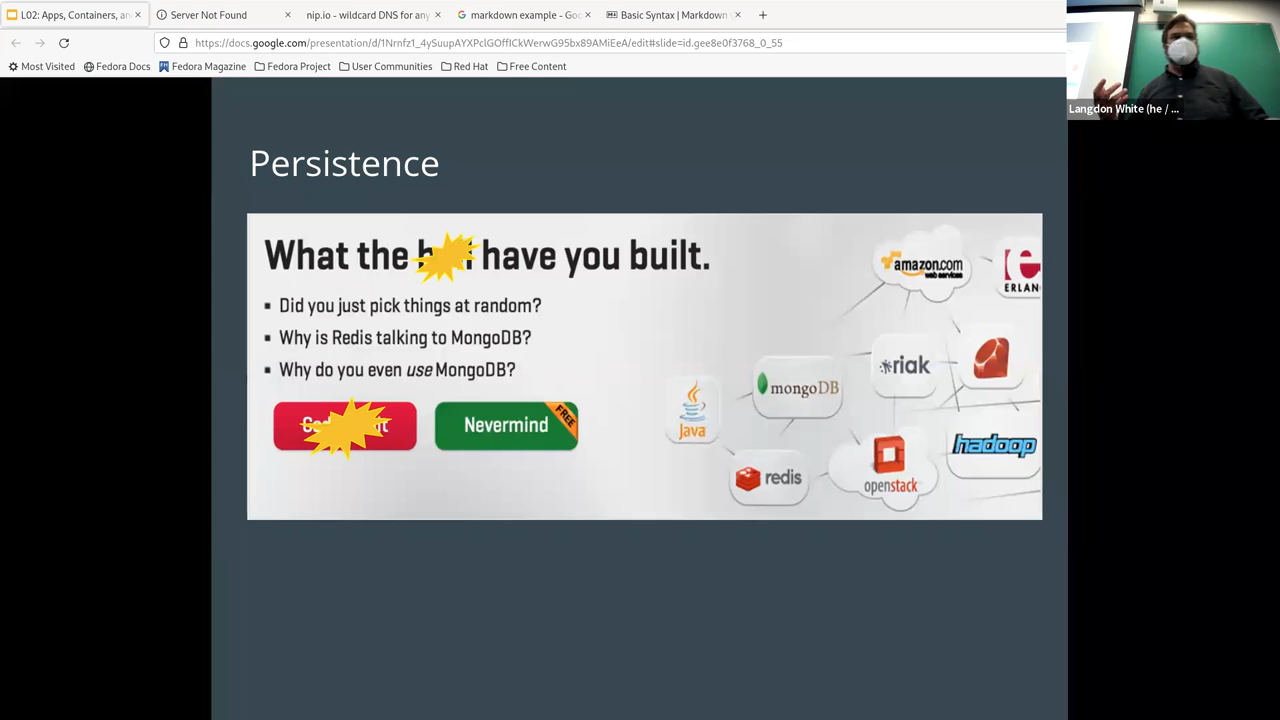 L02: Apps, Containers, an
Server Not Found
nip.io - wildcard DNS for any
markdown example - Goo
Basic Syntax | Markdown
https://docs.google.com/presentation/d/1Nrnfz1_4ySuupAYXPclGOffICkWerwG95bx89AMiEeA/edit#slide=id.gee8e0f3768_0_55
Most Visited Fedora Docs Fedora Magazine Fedora Project User Communities Red Hat Free Content
Langdon White (he / ...
Persistence
What the have you built.
▪ Did you just pick things at random?
▪ Why is Redis talking to MongoDB?
▪ Why do you even use MongoDB?
Nevermind
FREE
amazon.com
web services
ERLAN
riak
mongoDB
Java
hadoop
redis
openstack